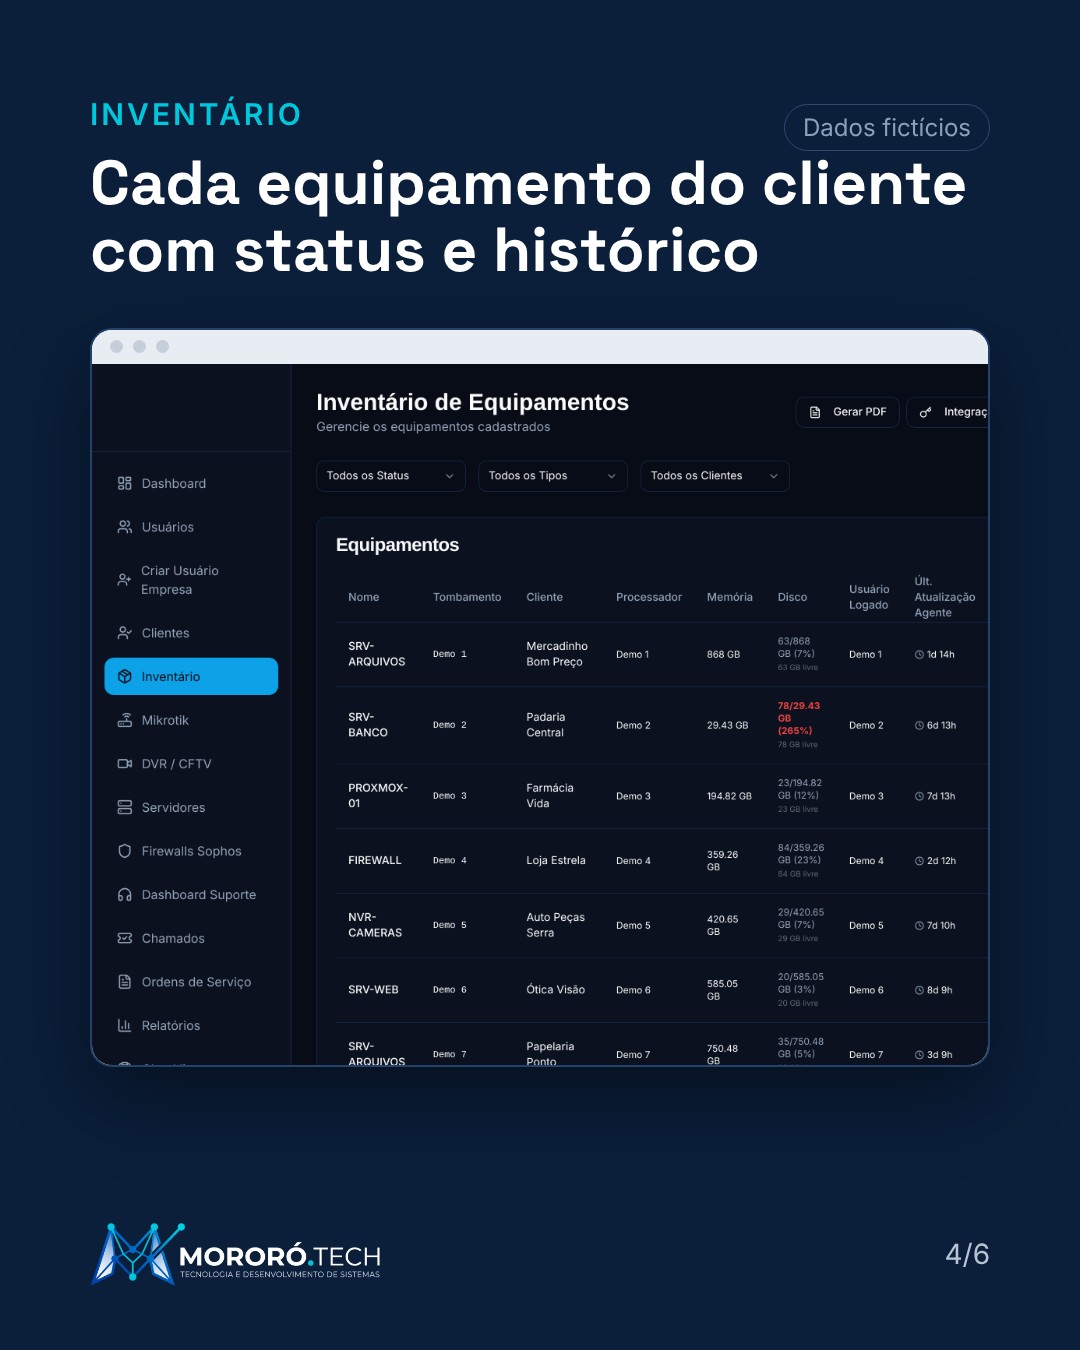 INVENTÁRIO
Dados fictícios
Cada equipamento do cliente
com status e histórico
Inventário de Equipamentos
Gerencie os equipamentos cadastrados
Gerar PDF
Integraç
Todos os Status
Todos os Tipos
Todos os Clientes
Dashboard
Usuários
Criar Usuário
Empresa
Clientes
Inventário
Mikrotik
DVR / CFTV
Servidores
Firewalls Sophos
Dashboard Suporte
Chamados
Ordens de Serviço
Relatórios
Equipamentos
Nome
Tombamento
Cliente
Processador
Memória
Disco
Usuário
Logado
Últ.
Atualização
Agente
SRV-
ARQUIVOS
Demo 1
Mercadinho
Bom Preço
Demo 1
868 GB
63/868
GB (7%)
63 GB livre
Demo 1
1d 14h
SRV-
BANCO
Demo 2
Padaria
Central
Demo 2
29.43 GB
78/29.43
GB
(265%)
78 GB livre
Demo 2
6d 13h
PROXMOX-
01
Demo 3
Farmácia
Vida
Demo 3
194.82 GB
23/194.82
GB (12%)
23 GB livre
Demo 3
7d 13h
FIREWALL
Demo 4
Loja Estrela
Demo 4
359.26
GB
84/359.26
GB (23%)
84 GB livre
Demo 4
2d 12h
NVR-
CAMERAS
Demo 5
Auto Peças
Serra
Demo 5
420.65
GB
29/420.65
GB (7%)
29 GB livre
Demo 5
7d 10h
SRV-WEB
Demo 6
Ótica Visão
Demo 6
585.05
GB
20/585.05
GB (3%)
20 GB livre
Demo 6
8d 9h
SRV-
ARQUIVOS
Demo 7
Papelaria
Ponto
Demo 7
750.48
GB
35/750.48
GB (5%)
Demo 7
3d 9h
MORORÓ.TECH
TECNOLOGIA E DESENVOLVIMENTO DE SISTEMAS
4/6